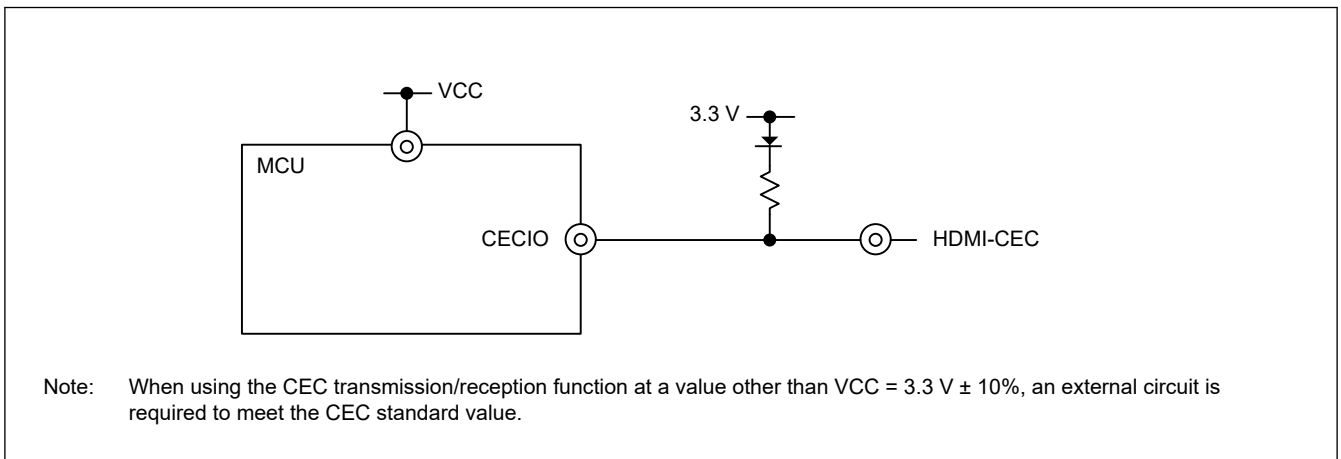 VCC
3.3 V
MCU
CECIO
HDMI-CEC
Note: When using the CEC transmission/reception function at a value other than VCC = 3.3 V ± 10%, an external circuit is
required to meet the CEC standard value.